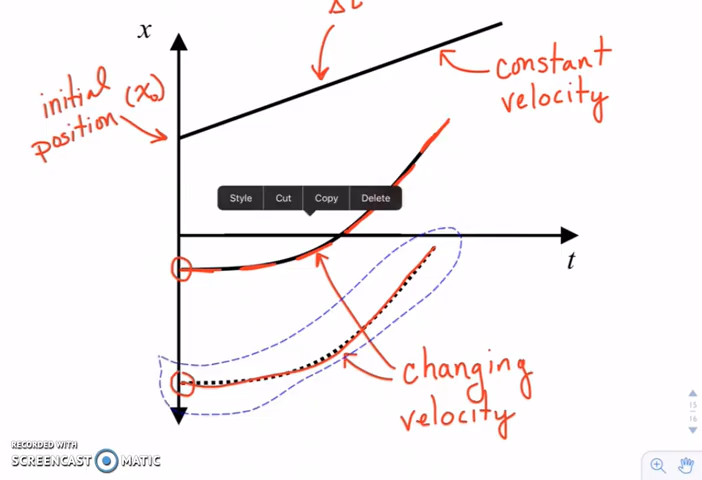 x
constant
velocity
initial (x₀)
position
Style Cut Copy Delete
t
changing
velocity
15
16
RECORDED WITH
SCREENCAST MATIC